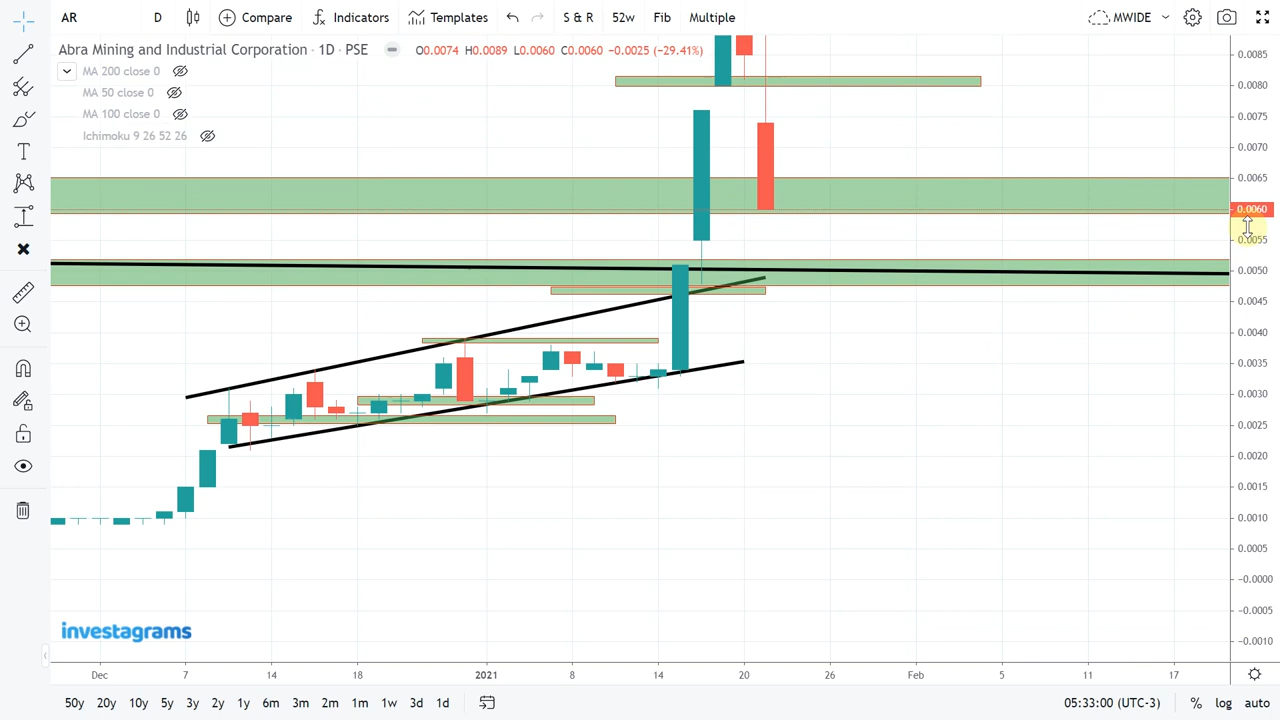 AR D Compare Indicators Templates S & R 52w Fib Multiple MWIDE
Abra Mining and Industrial Corporation · 1D · PSE O0.0074 H0.0089 L0.0060 C0.0060 −0.0025 (−29.41%)
MA 200 close 0
MA 50 close 0
MA 100 close 0
Ichimoku 9 26 52 26
0.0085
0.0080
0.0075
0.0070
0.0065
0.0060
0.0055
0.0050
0.0045
0.0040
0.0035
0.0030
0.0025
0.0020
0.0015
0.0010
0.0005
−0.0000
−0.0005
−0.0010
investagrams
Dec 7 14 18 2021 8 14 20 26 Feb 5 11 17
50y 20y 10y 5y 3y 2y 1y 6m 3m 2m 1m 1w 3d 1d 05:33:00 (UTC-3) % log auto